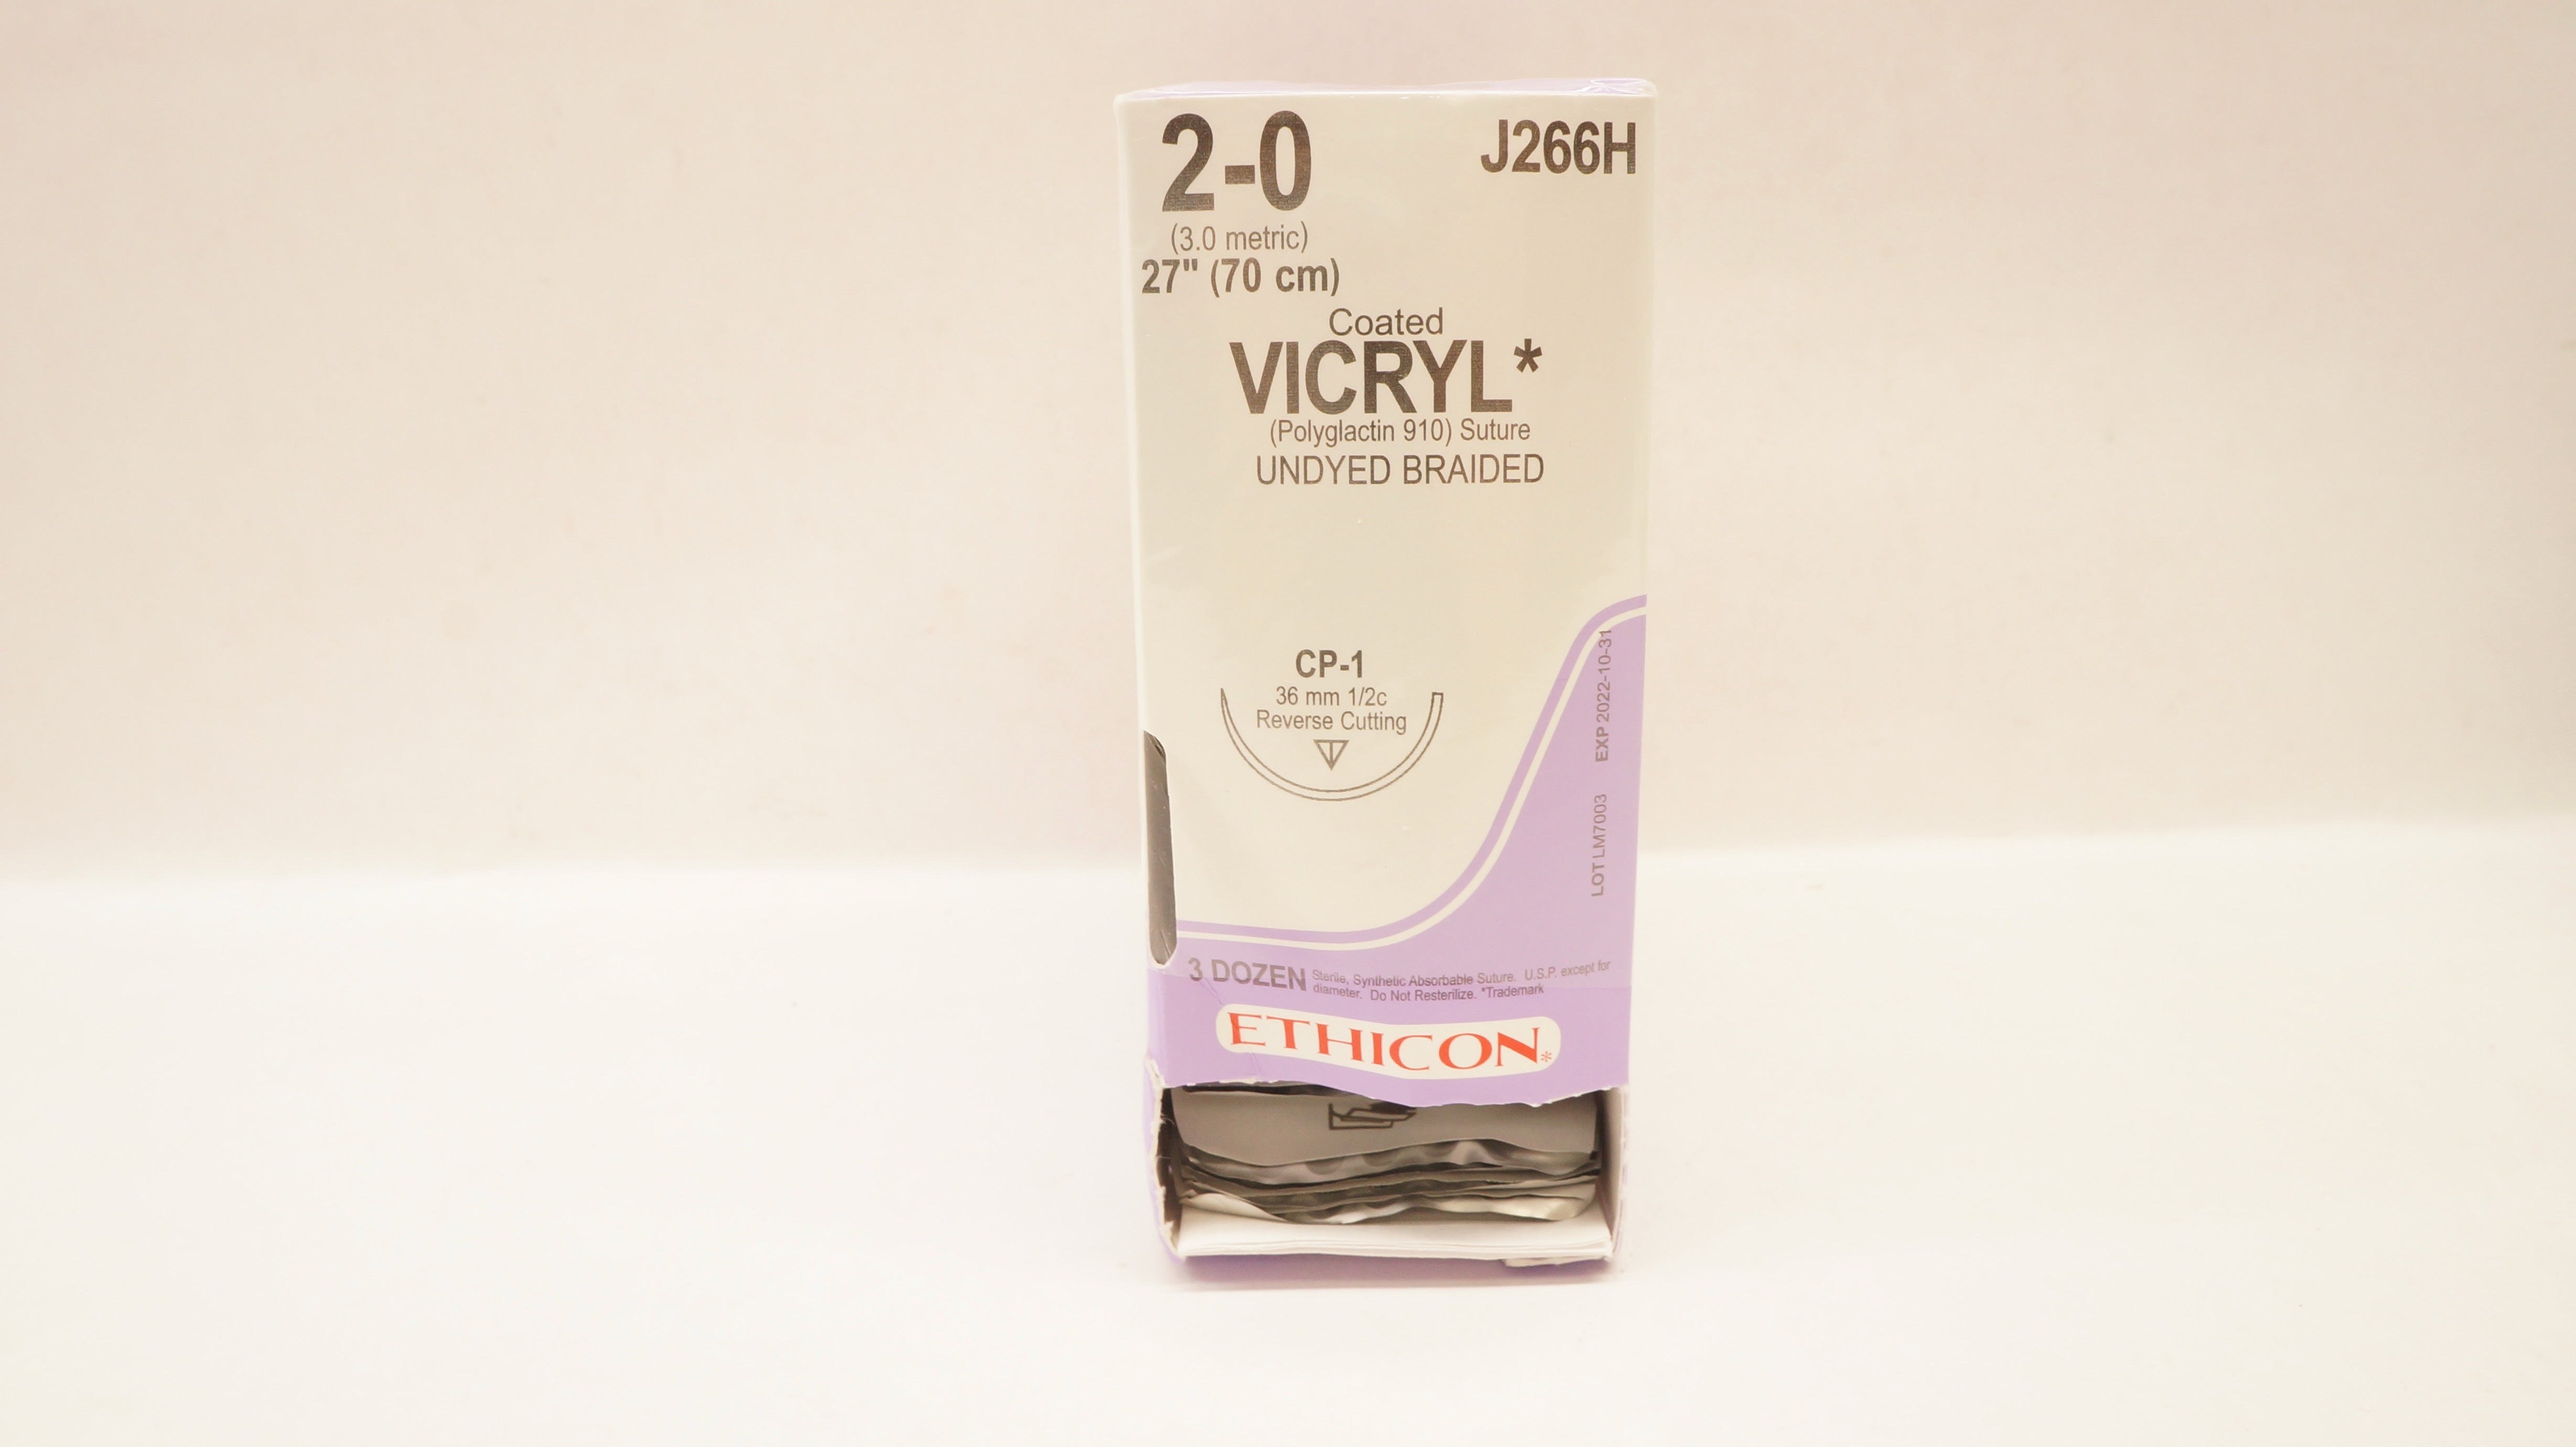 2-0
J266H
(3.0 metric)
27" (70 cm)
Coated
VICRYL*
(Polyglactin 910) Suture
UNDYED BRAIDED
CP-1
36 mm 1/2c
Reverse Cutting
LOT LM7003 EXP 2022-10-31
3 DOZEN Sterile, Synthetic Absorbable Suture. U.S.P. except for
diameter. Do Not Resterilize. *Trademark
ETHICON*